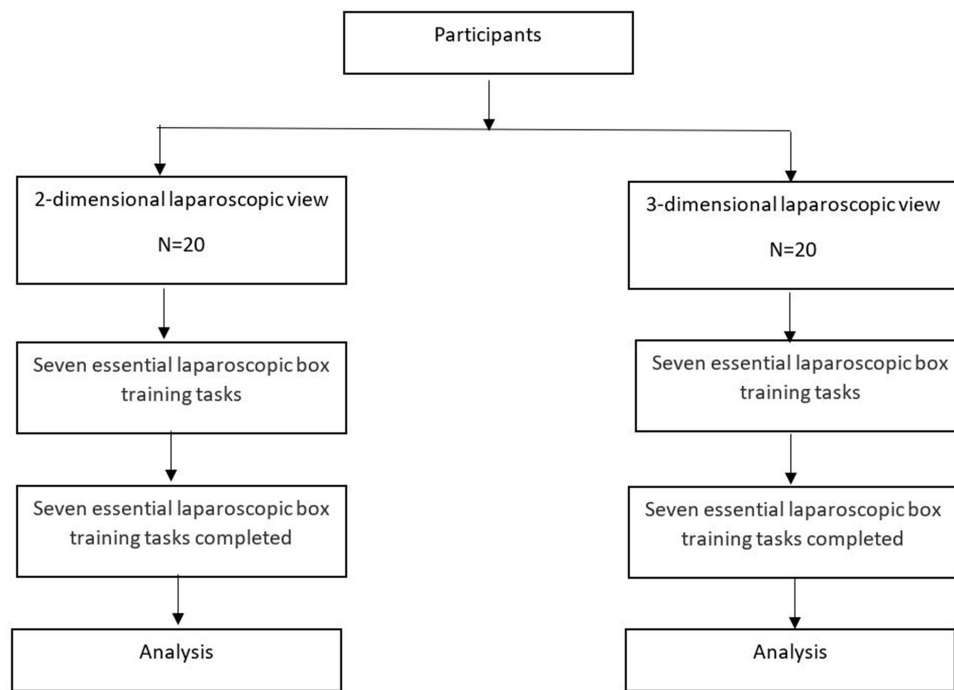 Participants
2-dimensional laparoscopic view
N=20
3-dimensional laparoscopic view
N=20
Seven essential laparoscopic box
training tasks
Seven essential laparoscopic box
training tasks
Seven essential laparoscopic box
training tasks completed
Seven essential laparoscopic box
training tasks completed
Analysis
Analysis